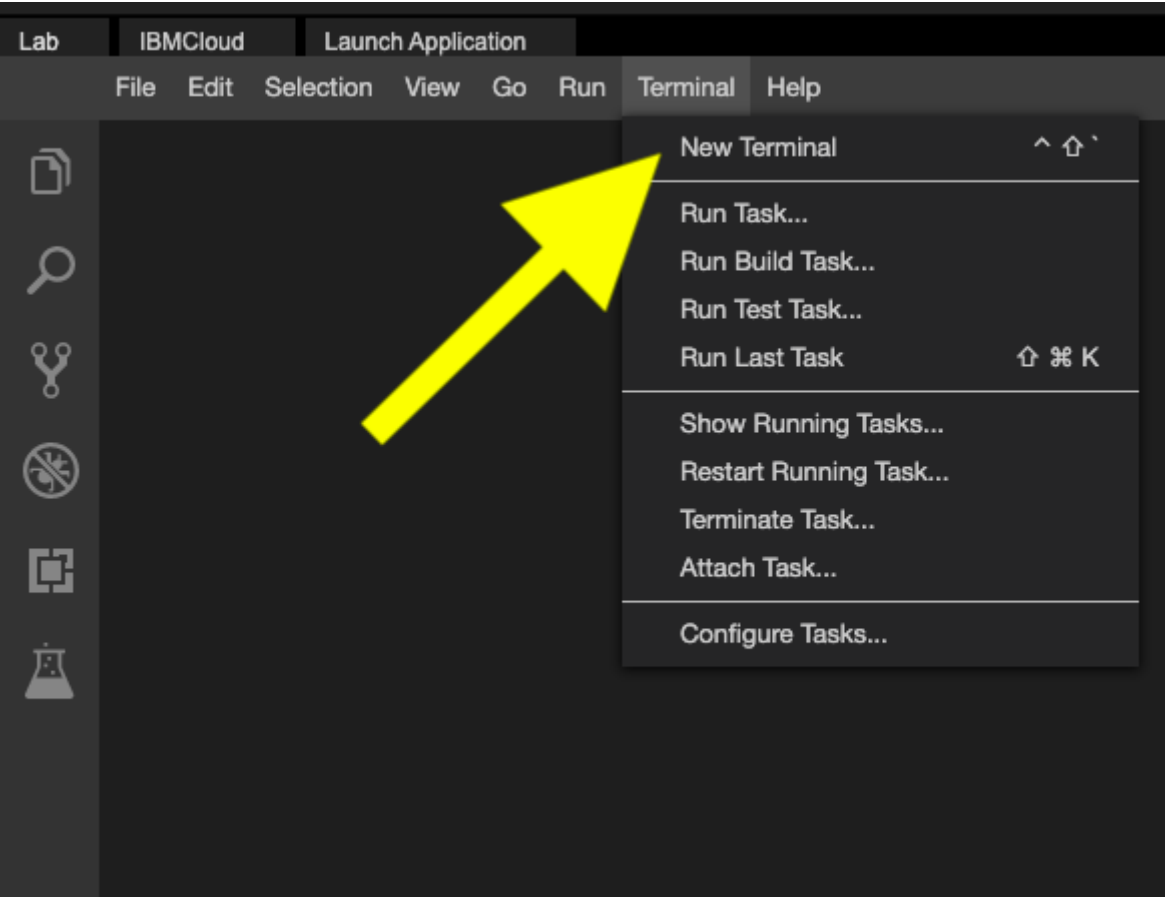 Lab IBMCloud Launch Application
File Edit Selection View Go Run Terminal Help
New Terminal ^ ⇧ `
Run Task...
Run Build Task...
Run Test Task...
Run Last Task ⇧ ⌘ K
Show Running Tasks...
Restart Running Task...
Terminate Task...
Attach Task...
Configure Tasks...